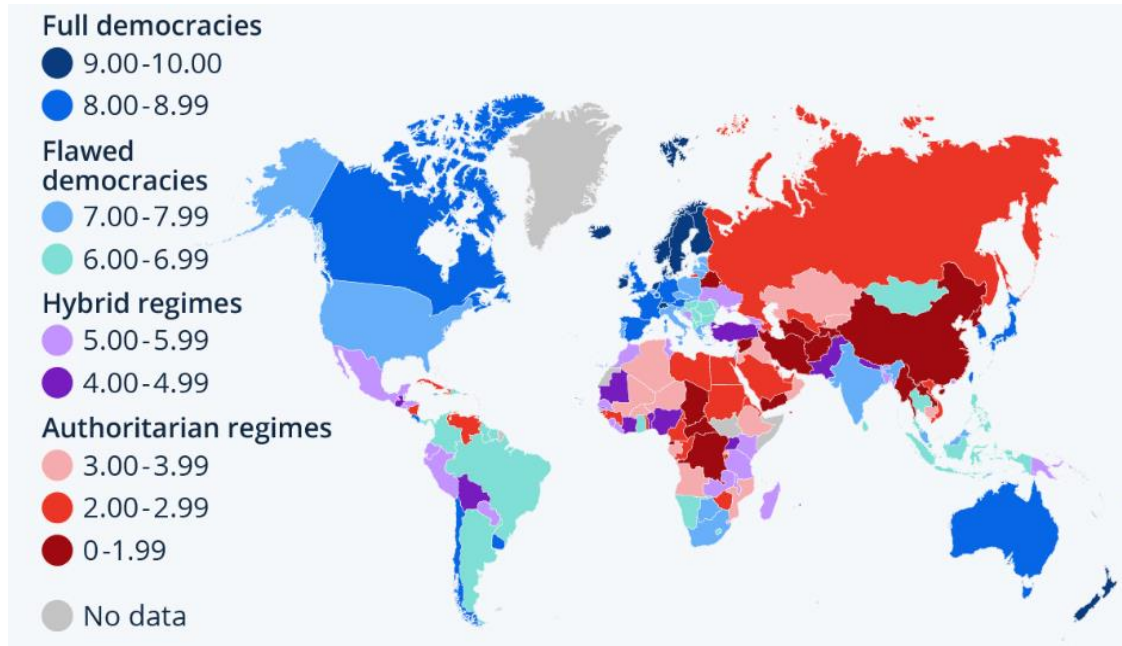 Full democracies
9.00-10.00
8.00-8.99
Flawed
democracies
7.00-7.99
6.00-6.99
Hybrid regimes
5.00-5.99
4.00-4.99
Authoritarian regimes
3.00-3.99
2.00-2.99
0-1.99
No data